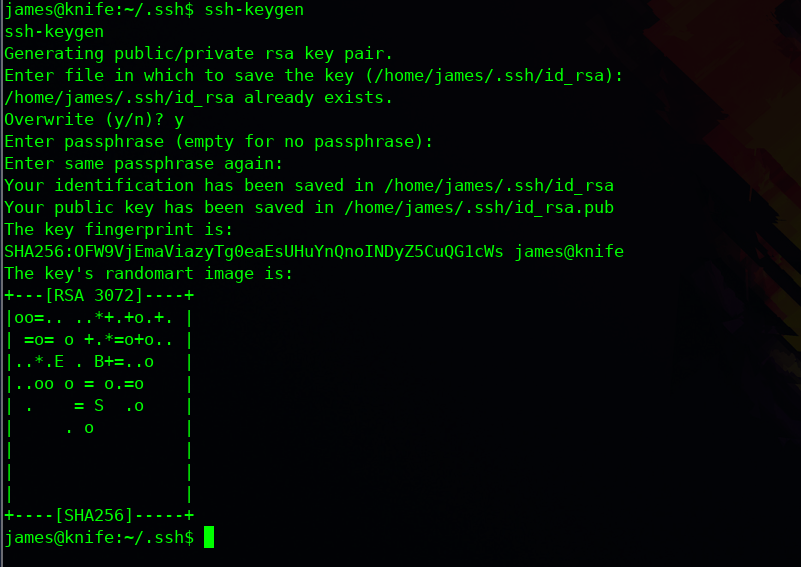 james@knife:~/.ssh$ ssh-keygen
ssh-keygen
Generating public/private rsa key pair.
Enter file in which to save the key (/home/james/.ssh/id_rsa):
/home/james/.ssh/id_rsa already exists.
Overwrite (y/n)? y
Enter passphrase (empty for no passphrase):
Enter same passphrase again:
Your identification has been saved in /home/james/.ssh/id_rsa
Your public key has been saved in /home/james/.ssh/id_rsa.pub
The key fingerprint is:
SHA256:OFW9VjEmaViazyTg0eaEsUHuYnQnoINDyZ5CuQG1cWs james@knife
The key's randomart image is:
+---[RSA 3072]----+
|oo=.. ..*+.+o.+. |
| =o= o +.*=o+o.. |
|..*.E . B+=..o   |
|..oo o = o.=o    |
| .    = S  .o    |
|     . o         |
|                 |
|                 |
|                 |
+----[SHA256]-----+
james@knife:~/.ssh$